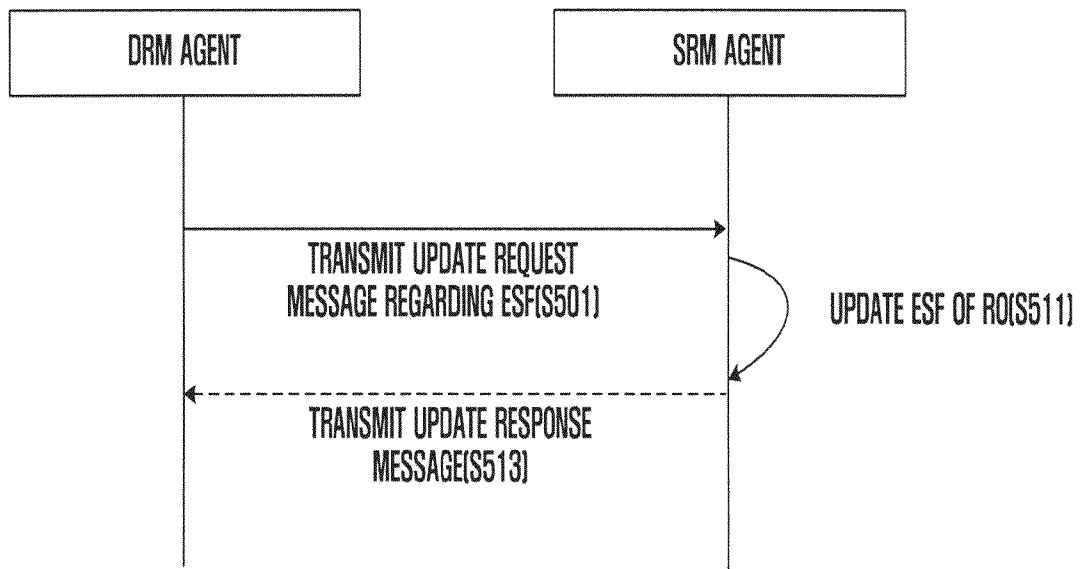 DRM AGENT
SRM AGENT
TRANSMIT UPDATE REQUEST
MESSAGE REGARDING ESF(S501)
UPDATE ESF OF RO(S511)
TRANSMIT UPDATE RESPONSE
MESSAGE(S513)